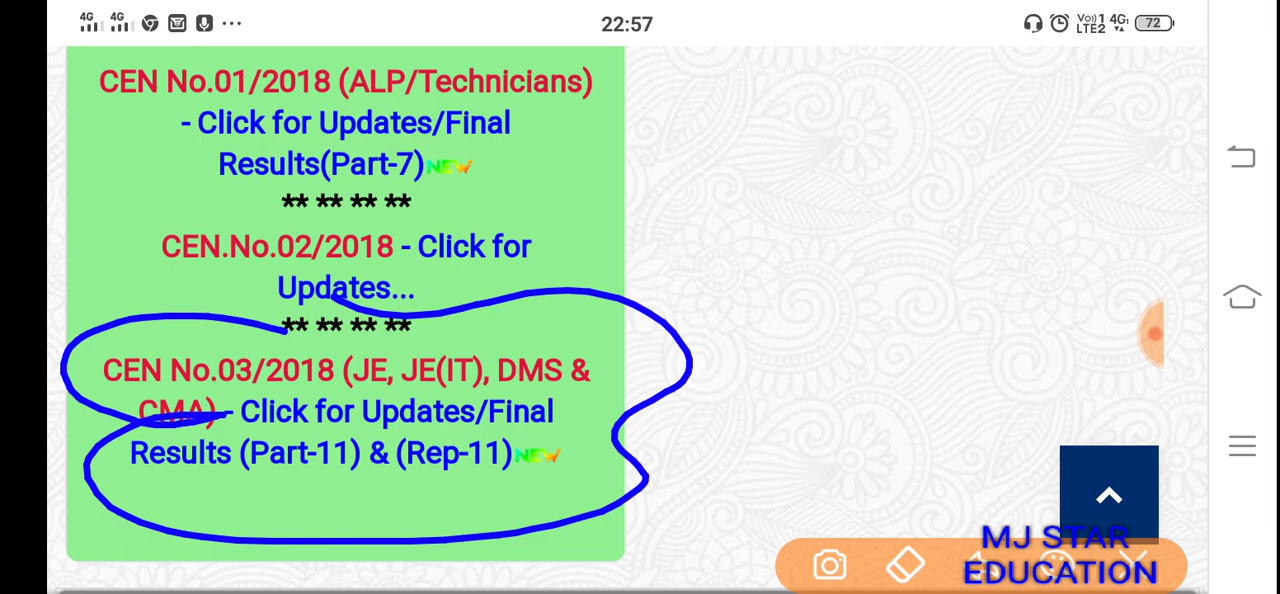 4G 4G 22:57 Vo)) 1 LTE2 4G 72
CEN No.01/2018 (ALP/Technicians)
- Click for Updates/Final
Results(Part-7) NEW
** ** ** **
CEN.No.02/2018 - Click for
Updates...
** ** ** **
CEN No.03/2018 (JE, JE(IT), DMS &
CMA) - Click for Updates/Final
Results (Part-11) & (Rep-11) NEW
MJ STAR
EDUCATION